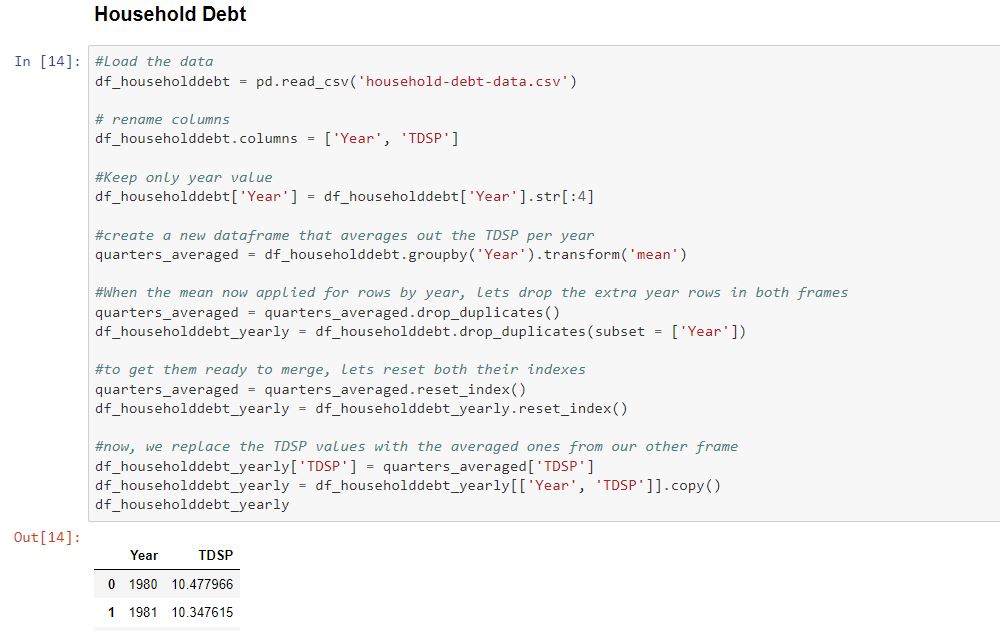 Household Debt
In [14]:
#Load the data
df_householddebt = pd.read_csv('household-debt-data.csv')
# rename columns
df_householddebt.columns = ['Year', 'TDSP']
#Keep only year value
df_householddebt['Year'] = df_householddebt['Year'].str[:4]
#create a new dataframe that averages out the TDSP per year
quarters_averaged = df_householddebt.groupby('Year').transform('mean')
#When the mean now applied for rows by year, lets drop the extra year rows in both frames
quarters_averaged = quarters_averaged.drop_duplicates()
df_householddebt_yearly = df_householddebt.drop_duplicates(subset = ['Year'])
#to get them ready to merge, lets reset both their indexes
quarters_averaged = quarters_averaged.reset_index()
df_householddebt_yearly = df_householddebt_yearly.reset_index()
#now, we replace the TDSP values with the averaged ones from our other frame
df_householddebt_yearly['TDSP'] = quarters_averaged['TDSP']
df_householddebt_yearly = df_householddebt_yearly[['Year', 'TDSP']].copy()
df_householddebt_yearly
Out[14]:
Year TDSP
0 1980 10.477966
1 1981 10.347615